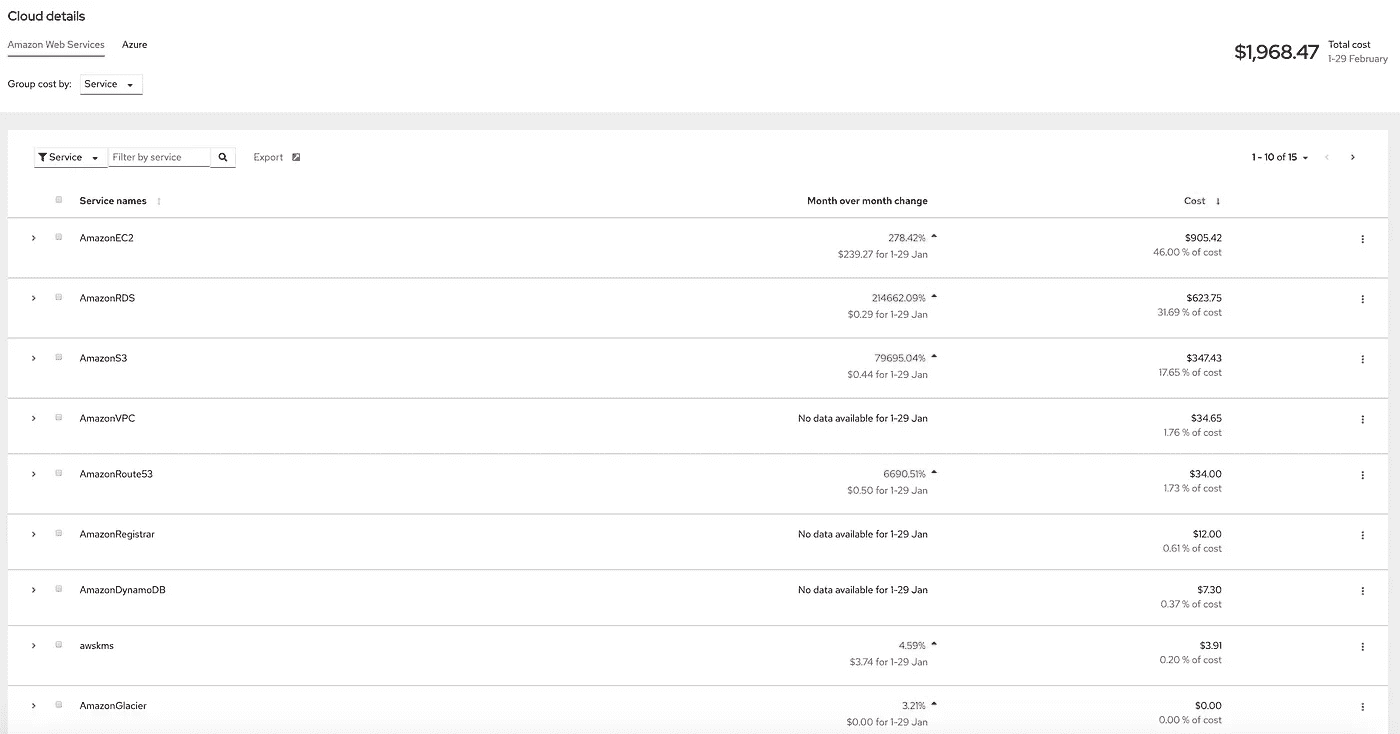 Cloud details
Amazon Web Services Azure
$1,968.47 Total cost
1-29 February
Group cost by: Service
Service Filter by service Export 1 - 10 of 15
Service names Month over month change Cost
AmazonEC2 278.42% $905.42
$239.27 for 1-29 Jan 46.00 % of cost
AmazonRDS 214662.09% $623.75
$0.29 for 1-29 Jan 31.69 % of cost
AmazonS3 79695.04% $347.43
$0.44 for 1-29 Jan 17.65 % of cost
AmazonVPC No data available for 1-29 Jan $34.65
1.76 % of cost
AmazonRoute53 6690.51% $34.00
$0.50 for 1-29 Jan 1.73 % of cost
AmazonRegistrar No data available for 1-29 Jan $12.00
0.61 % of cost
AmazonDynamoDB No data available for 1-29 Jan $7.30
0.37 % of cost
awskms 4.59% $3.91
$3.74 for 1-29 Jan 0.20 % of cost
AmazonGlacier 3.21% $0.00
$0.00 for 1-29 Jan 0.00 % of cost